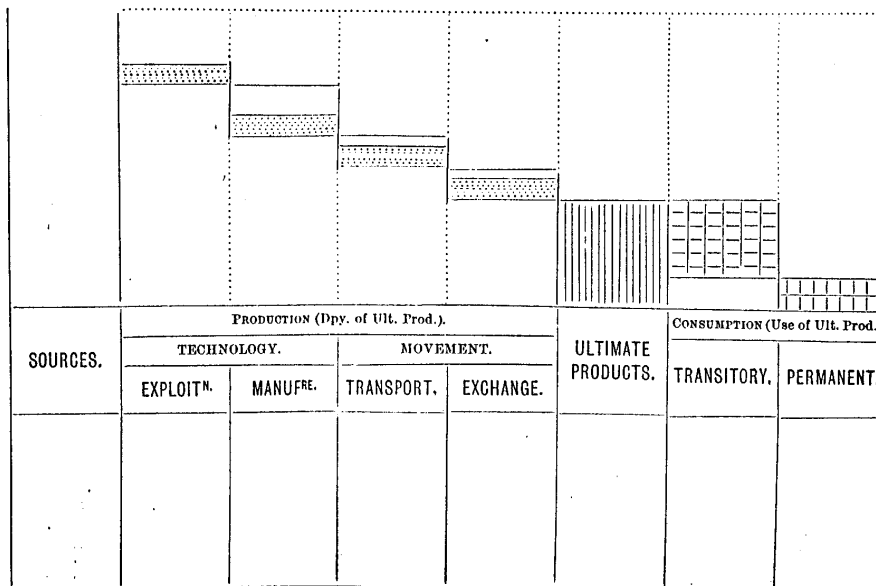 PRODUCTION (Dpy. of Ult. Prod.).
CONSUMPTION (Use of Ult. Prod.
SOURCES.
TECHNOLOGY.
MOVEMENT.
ULTIMATE
PRODUCTS.
EXPLOITN.
MANUFRE.
TRANSPORT.
EXCHANGE.
TRANSITORY.
PERMANENT.